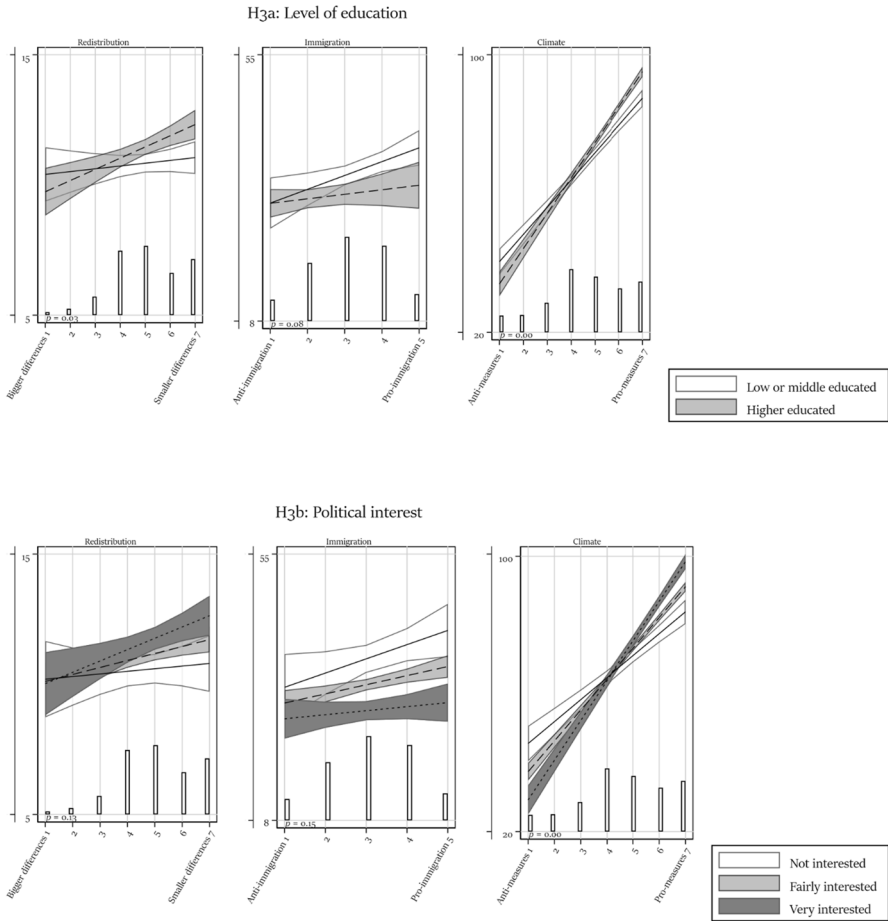 H3a: Level of education
Redistribution
Immigration
Climate
15
55
100
5
8
20
p = 0.03
p = 0.08
p = 0.00
Bigger differences 1
2
3
4
5
6
Smaller differences 7
Anti-immigration 1
2
3
4
Pro-immigration 5
Anti-measures 1
2
3
4
5
6
Pro-measures 7
Low or middle educated
Higher educated
H3b: Political interest
Redistribution
Immigration
Climate
15
55
100
5
8
20
p = 0.13
p = 0.15
p = 0.00
Bigger differences 1
2
3
4
5
6
Smaller differences 7
Anti-immigration 1
2
3
4
Pro-immigration 5
Anti-measures 1
2
3
4
5
6
Pro-measures 7
Not interested
Fairly interested
Very interested